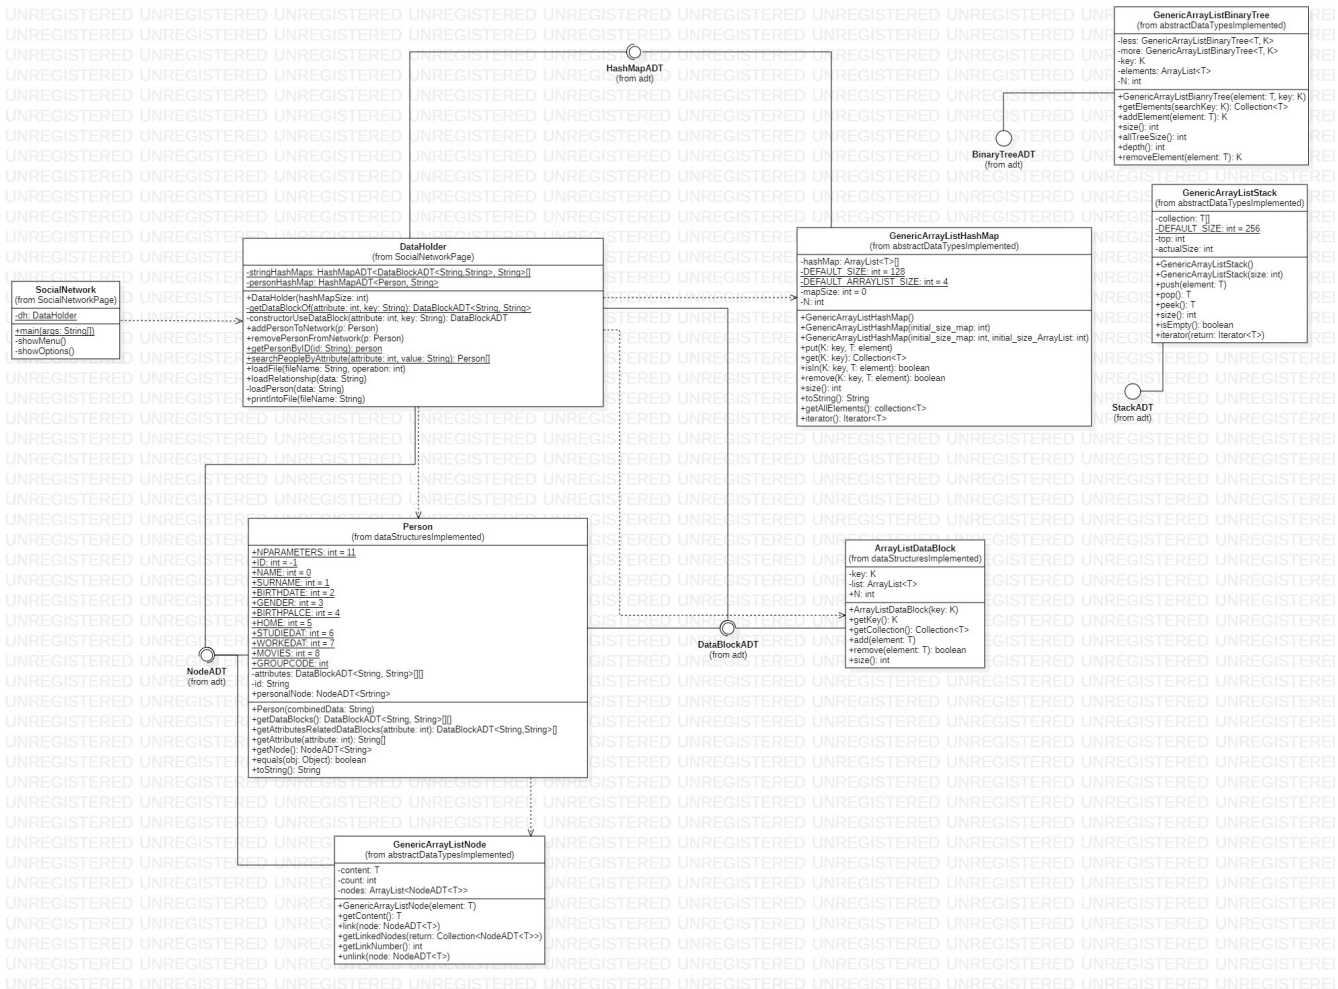 GenericArrayListBinaryTree
(from abstractDataTypesImplemented)
-less: GenericArrayListBinaryTree<T, K>
-more: GenericArrayListBinaryTree<T, K>
-key: K
-elements: ArrayList<T>
-N: int
+GenericArrayListBianryTree(element: T, key: K)
+getElements(searchKey: K): Collection<T>
+addElement(element: T): K
+size(): int
+allTreeSize(): int
+depth(): int
+removeElement(element: T): K
HashMapADT
(from adt)
BinaryTreeADT
(from adt)
GenericArrayListStack
(from abstractDataTypesImplemented)
-collection: T[]
-DEFAULT_SIZE: int = 256
-top: int
-actualSize: int
+GenericArrayListStack()
+GenericArrayListStack(size: int)
+push(element: T)
+pop(): T
+peek(): T
+size(): int
+isEmpty(): boolean
+iterator(return: Iterator<T>)
StackADT
(from adt)
DataHolder
(from SocialNetworkPage)
-stringHashMaps: HashMapADT<DataBlockADT<String,String>, String>[]
-personHashMap: HashMapADT<Person, String>
+DataHolder(hashMapSize: int)
-getDataBlockOf(attribute: int, key: String): DataBlockADT<String, String>
-constructorUseDataBlock(attribute: int, key: String): DataBlockADT
+addPersonToNetwork(p: Person)
+removePersonFromNetwork(p: Person)
+getPersonByID(id: String): person
+searchPeopleByAttribute(attribute: int, value: String): Person[]
+loadFile(fileName: String, operation: int)
+loadRelationship(data: String)
-loadPerson(data: String)
+printIntoFile(fileName: String)
GenericArrayListHashMap
(from abstractDataTypesImplemented)
-hashMap: ArrayList<T>[]
-DEFAULT_SIZE: int = 128
-DEFAULT_ARRAYLIST_SIZE: int = 4
-mapSize: int = 0
-N: int
+GenericArrayListHashMap()
+GenericArrayListHashMap(initial_size_map: int)
+GenericArrayListHashMap(initial_size_map: int, initial_size_ArrayList: int)
+put(K: key, T: element)
+get(K: key): Collection<T>
+isIn(K: key, T: element): boolean
+remove(K: key, T: element): boolean
+size(): int
+toString(): String
+getAllElements(): collection<T>
+iterator(): Iterator<T>
SocialNetwork
(from SocialNetworkPage)
-dh: DataHolder
+main(args: String[])
-showMenu()
-showOptions()
Person
(from dataStructuresImplemented)
+NPARAMETERS: int = 11
+ID: int = -1
+NAME: int = 0
+SURNAME: int = 1
+BIRTHDATE: int = 2
+GENDER: int = 3
+BIRTHPALCE: int = 4
+HOME: int = 5
+STUDIEDAT: int = 6
+WORKEDAT: int = 7
+MOVIES: int = 8
+GROUPCODE: int
-attributes: DataBlockADT<String, String>[][]
-id: String
+personalNode: NodeADT<Srtring>
+Person(combinedData: String)
+getDataBlocks(): DataBlockADT<String, String>[][]
+getAttributesRelatedDataBlocks(attribute: int): DataBlockADT<String,String>[]
+getAttribute(attribute: int): String[]
+getNode(): NodeADT<String>
+equals(obj: Object): boolean
+toString(): String
ArrayListDataBlock
(from dataStructuresImplemented)
-key: K
-list: ArrayList<T>
+N: int
+ArrayListDataBlock(key: K)
+getKey(): K
+getCollection(): Collection<T>
+add(element: T)
+remove(element: T): boolean
+size(): int
DataBlockADT
(from adt)
NodeADT
(from adt)
GenericArrayListNode
(from abstractDataTypesImplemented)
-content: T
-count: int
-nodes: ArrayList<NodeADT<T>>
+GenericArrayListNode(element: T)
+getContent(): T
+link(node: NodeADT<T>)
+getLinkedNodes(return: Collection<NodeADT<T>>)
+getLinkNumber(): int
+unlink(node: NodeADT<T>)